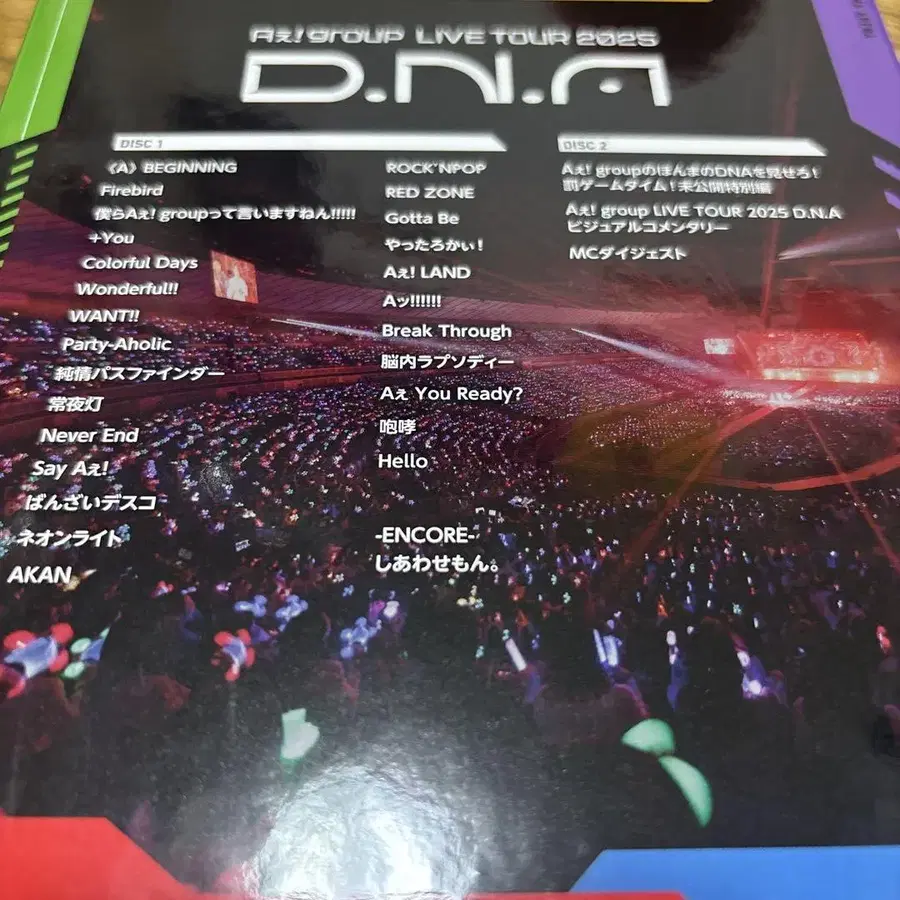 Aぇ! group LIVE TOUR 2025
D.N.A
DISC 1
《A》BEGINNING
Firebird
僕らAぇ! groupって言いますねん!!!!!
+You
Colorful Days
Wonderful!!
WANT!!
Party-Aholic
純情パスファインダー
常夜灯
Never End
Say Aぇ!
ばんざいデスコ
ネオンライト
AKAN
ROCK'NPOP
RED ZONE
Gotta Be
やったろかい!
Aぇ! LAND
Aッ!!!!!!
Break Through
脳内ラプソディー
Aぇ You Ready?
咆哮
Hello
-ENCORE-
しあわせもん。
DISC 2
Aぇ! groupのほんまのDNAを見せろ!
罰ゲームタイム!未公開特別編
Aぇ! group LIVE TOUR 2025 D.N.A
ビジュアルコメンタリー
MCダイジェスト